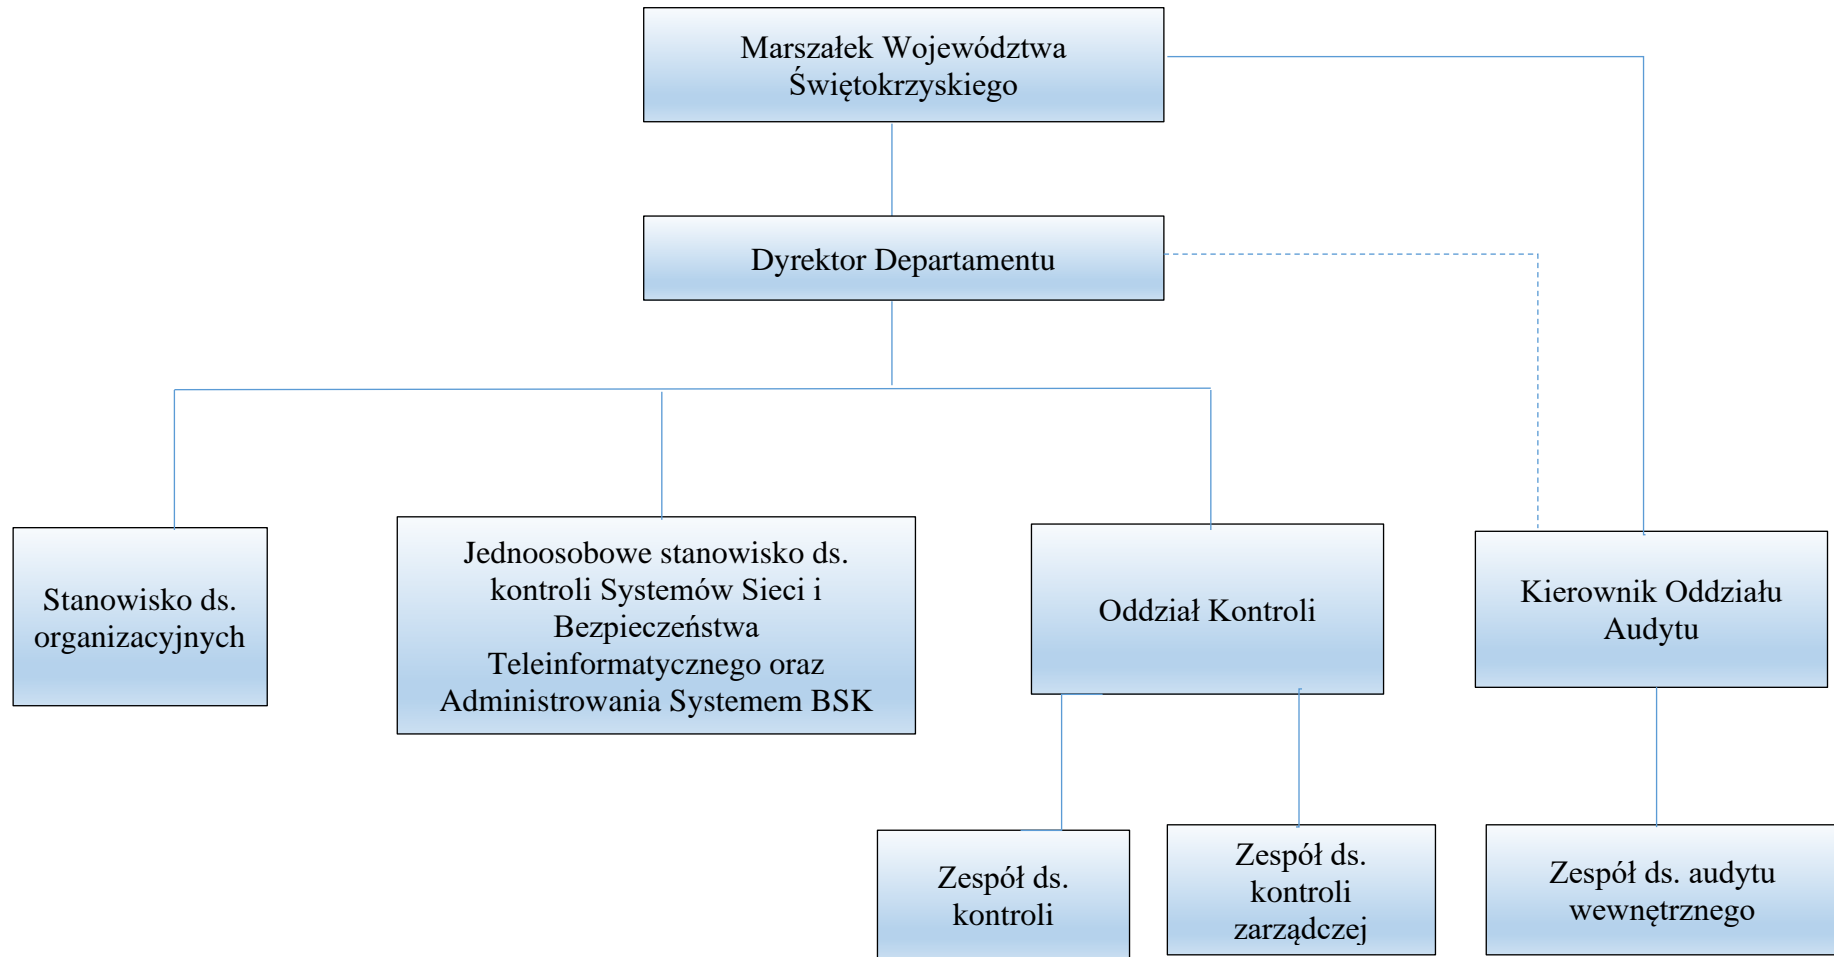 Marszałek Województwa
Świętokrzyskiego
Dyrektor Departamentu
Stanowisko ds.
organizacyjnych
Jednoosobowe stanowisko ds.
kontroli Systemów Sieci i
Bezpieczeństwa
Teleinformatycznego oraz
Administrowania Systemem BSK
Oddział Kontroli
Kierownik Oddziału
Audytu
Zespół ds.
kontroli
Zespół ds.
kontroli
zarządczej
Zespół ds. audytu
wewnętrznego